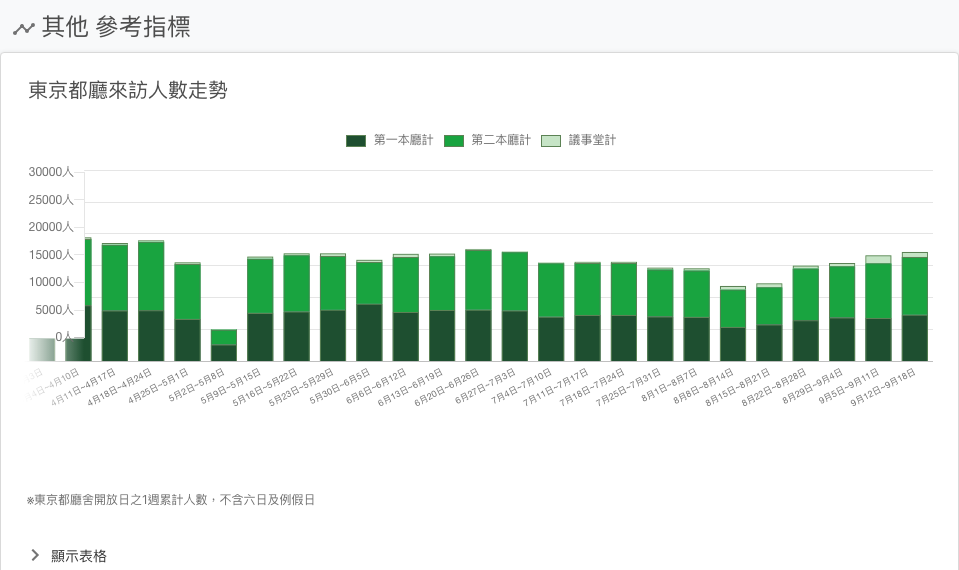 其他 參考指標
東京都廳來訪人數走勢
第一本廳計 第二本廳計 議事堂計
30000人
25000人
20000人
15000人
10000人
5000人
0人
4月11日~4月17日
4月18日~4月24日
4月25日~5月1日
5月2日~5月8日
5月9日~5月15日
5月16日~5月22日
5月23日~5月29日
5月30日~6月5日
6月6日~6月12日
6月13日~6月19日
6月20日~6月26日
6月27日~7月3日
7月4日~7月10日
7月11日~7月17日
7月18日~7月24日
7月25日~7月31日
8月1日~8月7日
8月8日~8月14日
8月15日~8月21日
8月22日~8月28日
8月29日~9月4日
9月5日~9月11日
9月12日~9月18日
※東京都廳舍開放日之1週累計人數，不含六日及例假日
顯示表格